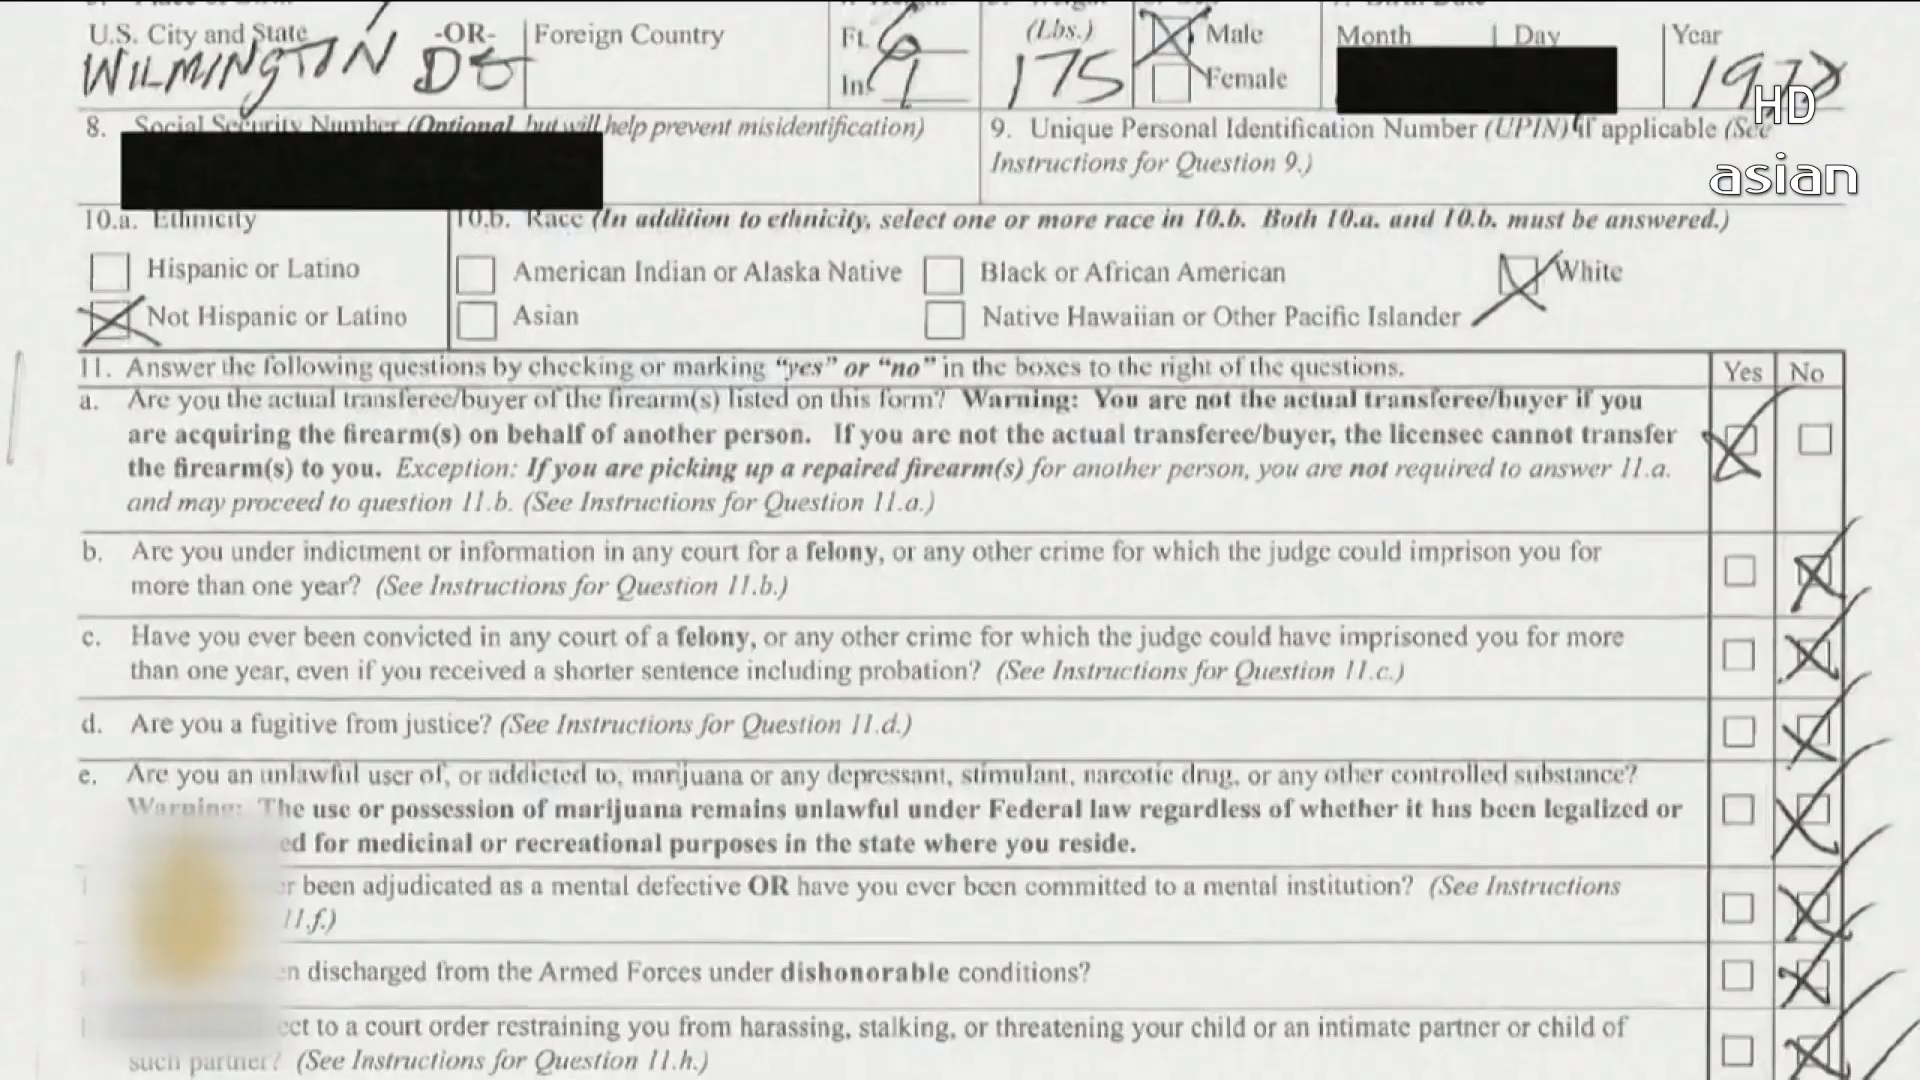 U.S. City and State -OR- Foreign Country Ft. 6 (Lbs.) Male Month Day Year
WILMINGTON DE In. 1 175 Female
HD
8. Social Security Number (Optional, but will help prevent misidentification) 9. Unique Personal Identification Number (UPIN) if applicable (See
Instructions for Question 9.)
asian
10.a. Ethnicity 10.b. Race (In addition to ethnicity, select one or more race in 10.b. Both 10.a. and 10.b. must be answered.)
Hispanic or Latino American Indian or Alaska Native Black or African American White
Not Hispanic or Latino Asian Native Hawaiian or Other Pacific Islander
11. Answer the following questions by checking or marking “yes” or “no” in the boxes to the right of the questions. Yes No
a. Are you the actual transferee/buyer of the firearm(s) listed on this form? Warning: You are not the actual transferee/buyer if you
are acquiring the firearm(s) on behalf of another person. If you are not the actual transferee/buyer, the licensee cannot transfer
the firearm(s) to you. Exception: If you are picking up a repaired firearm(s) for another person, you are not required to answer 11.a.
and may proceed to question 11.b. (See Instructions for Question 11.a.)
b. Are you under indictment or information in any court for a felony, or any other crime for which the judge could imprison you for
more than one year? (See Instructions for Question 11.b.)
c. Have you ever been convicted in any court of a felony, or any other crime for which the judge could have imprisoned you for more
than one year, even if you received a shorter sentence including probation? (See Instructions for Question 11.c.)
d. Are you a fugitive from justice? (See Instructions for Question 11.d.)
e. Are you an unlawful user of, or addicted to, marijuana or any depressant, stimulant, narcotic drug, or any other controlled substance?
Warning: The use or possession of marijuana remains unlawful under Federal law regardless of whether it has been legalized or
ed for medicinal or recreational purposes in the state where you reside.
er been adjudicated as a mental defective OR have you ever been committed to a mental institution? (See Instructions
11.f.)
en discharged from the Armed Forces under dishonorable conditions?
ect to a court order restraining you from harassing, stalking, or threatening your child or an intimate partner or child of
such partner? (See Instructions for Question 11.h.)